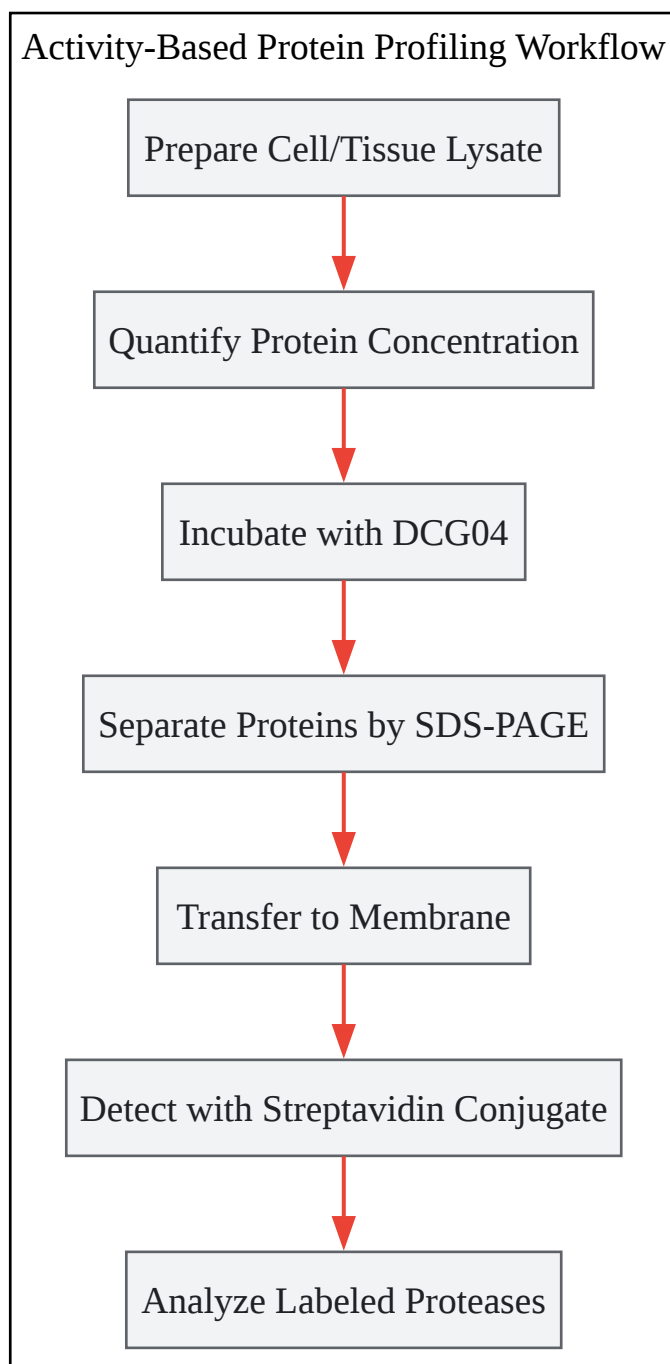 Activity-Based Protein Profiling Workflow
Prepare Cell/Tissue Lysate
Quantify Protein Concentration
Incubate with DCG04
Separate Proteins by SDS-PAGE
Transfer to Membrane
Detect with Streptavidin Conjugate
Analyze Labeled Proteases